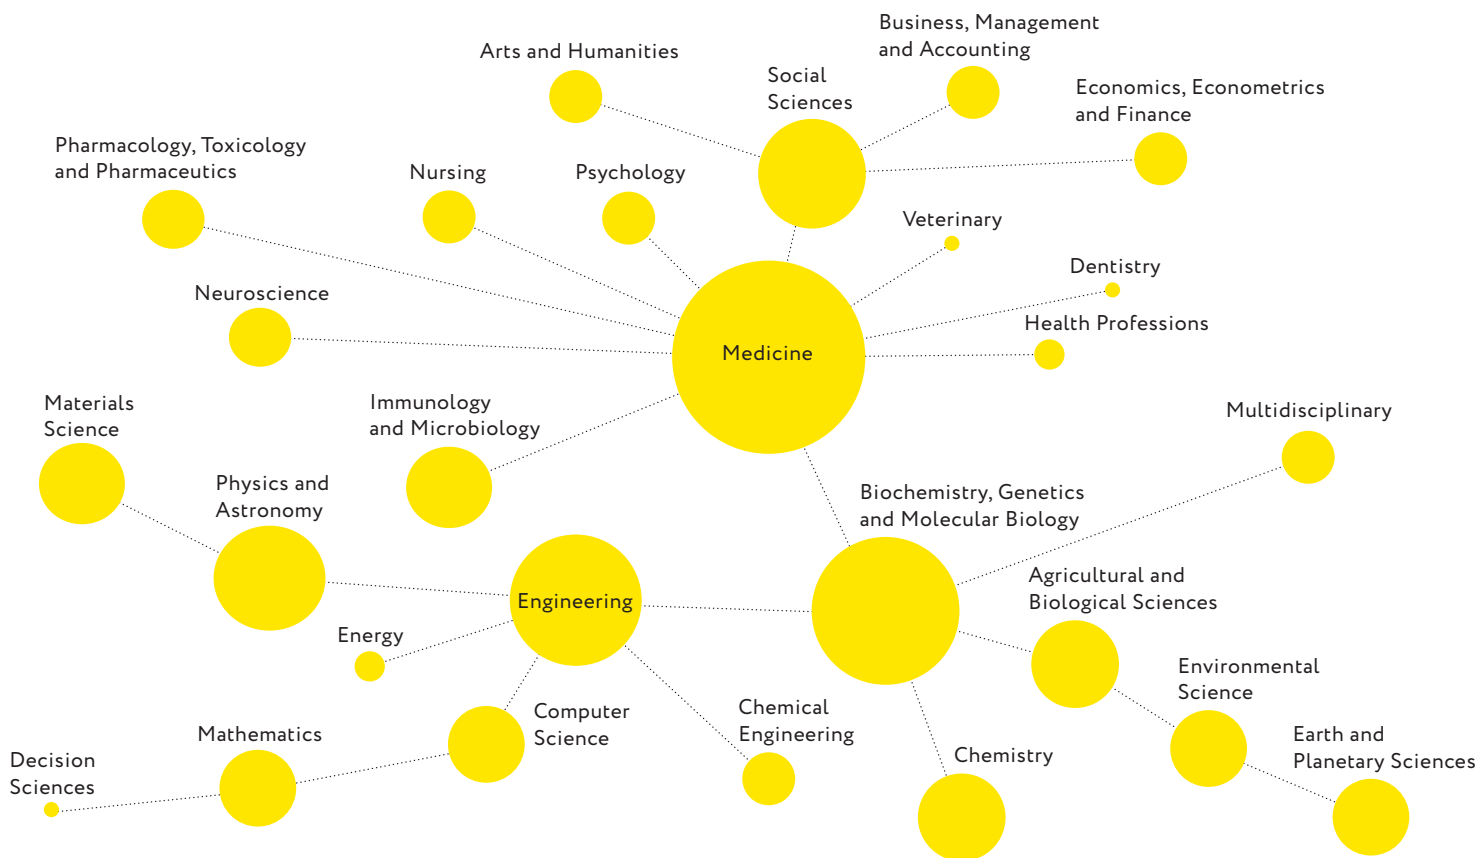 Business, Management
and Accounting
Arts and Humanities
Social
Sciences
Economics, Econometrics
and Finance
Pharmacology, Toxicology
and Pharmaceutics
Nursing
Psychology
Veterinary
Dentistry
Neuroscience
Health Professions
Medicine
Materials
Science
Immunology
and Microbiology
Multidisciplinary
Physics and
Astronomy
Biochemistry, Genetics
and Molecular Biology
Agricultural and
Biological Sciences
Engineering
Energy
Environmental
Science
Computer
Science
Chemical
Engineering
Mathematics
Earth and
Planetary Sciences
Chemistry
Decision
Sciences